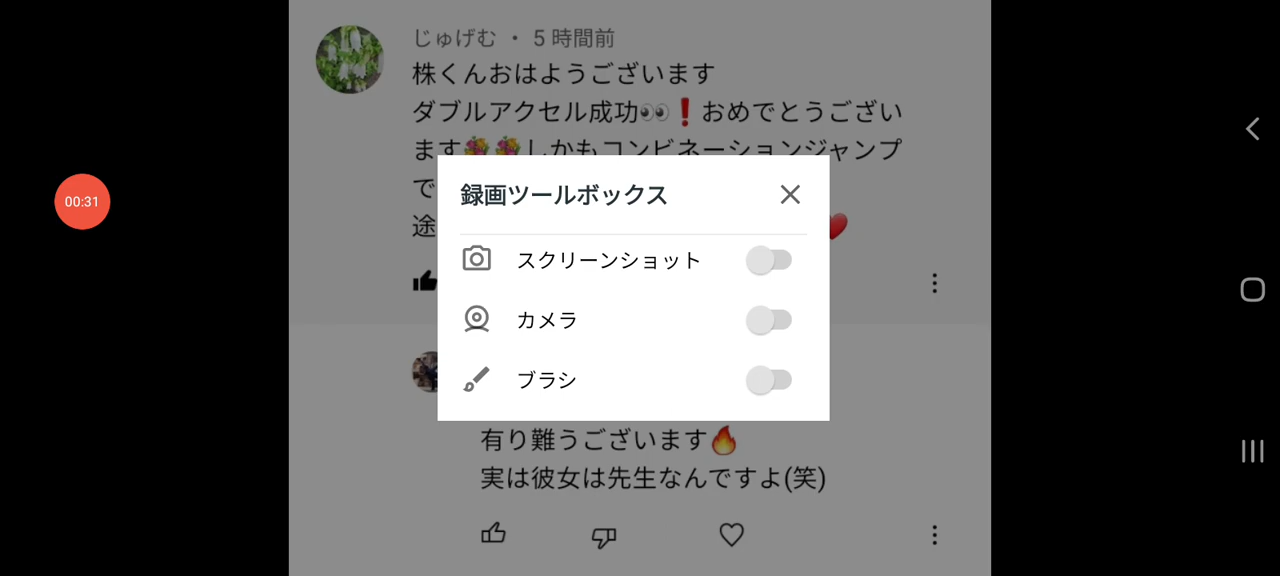 じゅげむ ・ 5 時間前
株くんおはようございます
ダブルアクセル成功👀❗おめでとうござい
ます💐💐しかもコンビネーションジャンプ
で
途
❤️
00:31
録画ツールボックス
スクリーンショット
カメラ
ブラシ
有り難うございます🔥
実は彼女は先生なんですよ(笑)